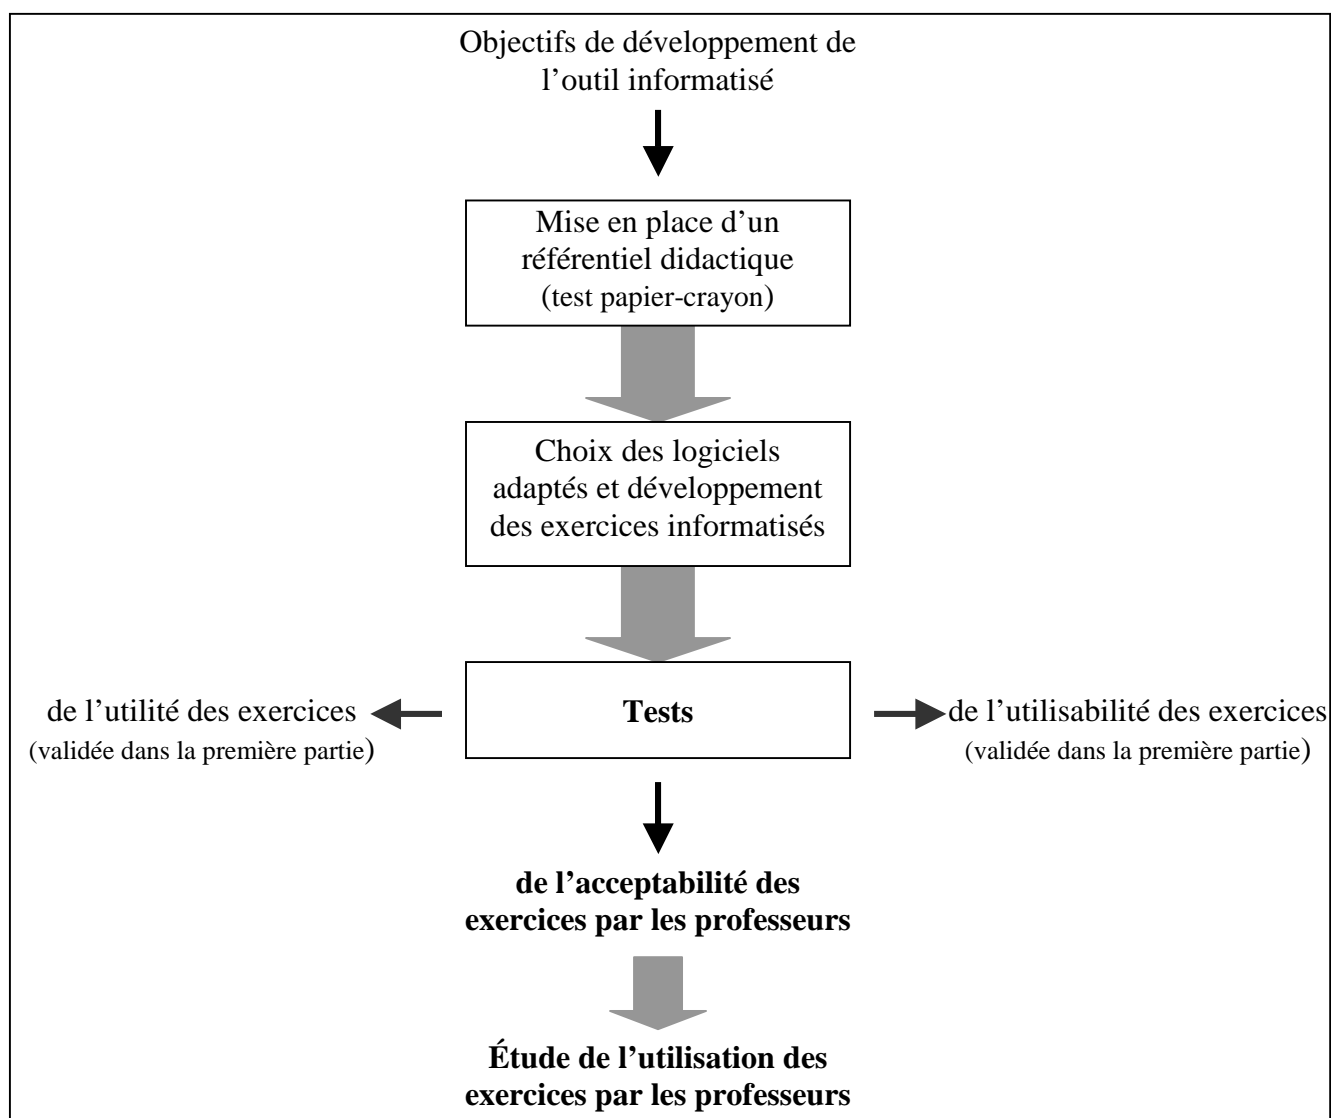 Objectifs de développement de
l’outil informatisé
Mise en place d’un
référentiel didactique
(test papier-crayon)
Choix des logiciels
adaptés et développement
des exercices informatisés
Tests
de l’utilité des exercices
(validée dans la première partie)
de l’utilisabilité des exercices
(validée dans la première partie)
de l’acceptabilité des
exercices par les professeurs
Étude de l’utilisation des
exercices par les professeurs